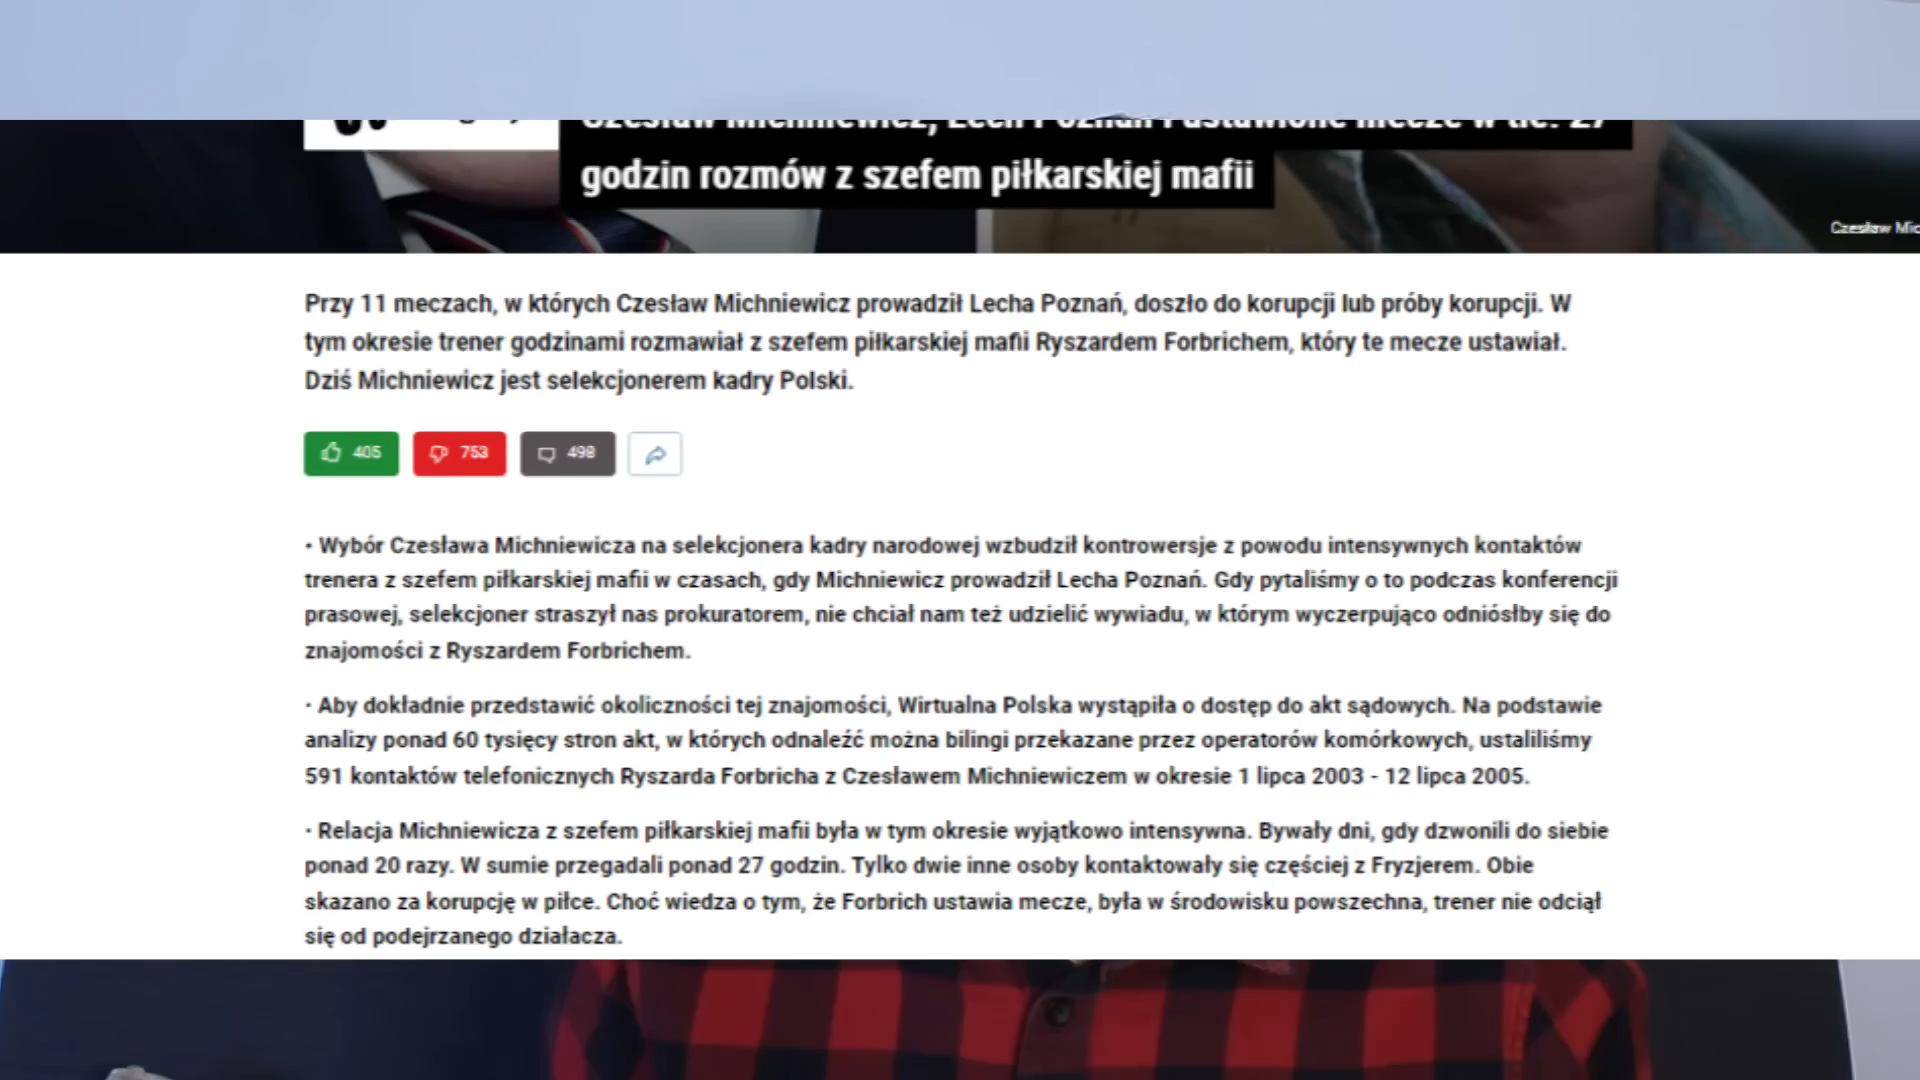 Czesław Michniewicz, Lech Poznań i ustawione mecze w tle. 27
godzin rozmów z szefem piłkarskiej mafii
Czesław Mic
Przy 11 meczach, w których Czesław Michniewicz prowadził Lecha Poznań, doszło do korupcji lub próby korupcji. W
tym okresie trener godzinami rozmawiał z szefem piłkarskiej mafii Ryszardem Forbrichem, który te mecze ustawiał.
Dziś Michniewicz jest selekcjonerem kadry Polski.
405 753 498
• Wybór Czesława Michniewicza na selekcjonera kadry narodowej wzbudził kontrowersje z powodu intensywnych kontaktów
trenera z szefem piłkarskiej mafii w czasach, gdy Michniewicz prowadził Lecha Poznań. Gdy pytaliśmy o to podczas konferencji
prasowej, selekcjoner straszył nas prokuratorem, nie chciał nam też udzielić wywiadu, w którym wyczerpująco odniósłby się do
znajomości z Ryszardem Forbrichem.
• Aby dokładnie przedstawić okoliczności tej znajomości, Wirtualna Polska wystąpiła o dostęp do akt sądowych. Na podstawie
analizy ponad 60 tysięcy stron akt, w których odnaleźć można bilingi przekazane przez operatorów komórkowych, ustaliliśmy
591 kontaktów telefonicznych Ryszarda Forbricha z Czesławem Michniewiczem w okresie 1 lipca 2003 - 12 lipca 2005.
• Relacja Michniewicza z szefem piłkarskiej mafii była w tym okresie wyjątkowo intensywna. Bywały dni, gdy dzwonili do siebie
ponad 20 razy. W sumie przegadali ponad 27 godzin. Tylko dwie inne osoby kontaktowały się częściej z Fryzjerem. Obie
skazano za korupcję w piłce. Choć wiedza o tym, że Forbrich ustawia mecze, była w środowisku powszechna, trener nie odciął
się od podejrzanego działacza.